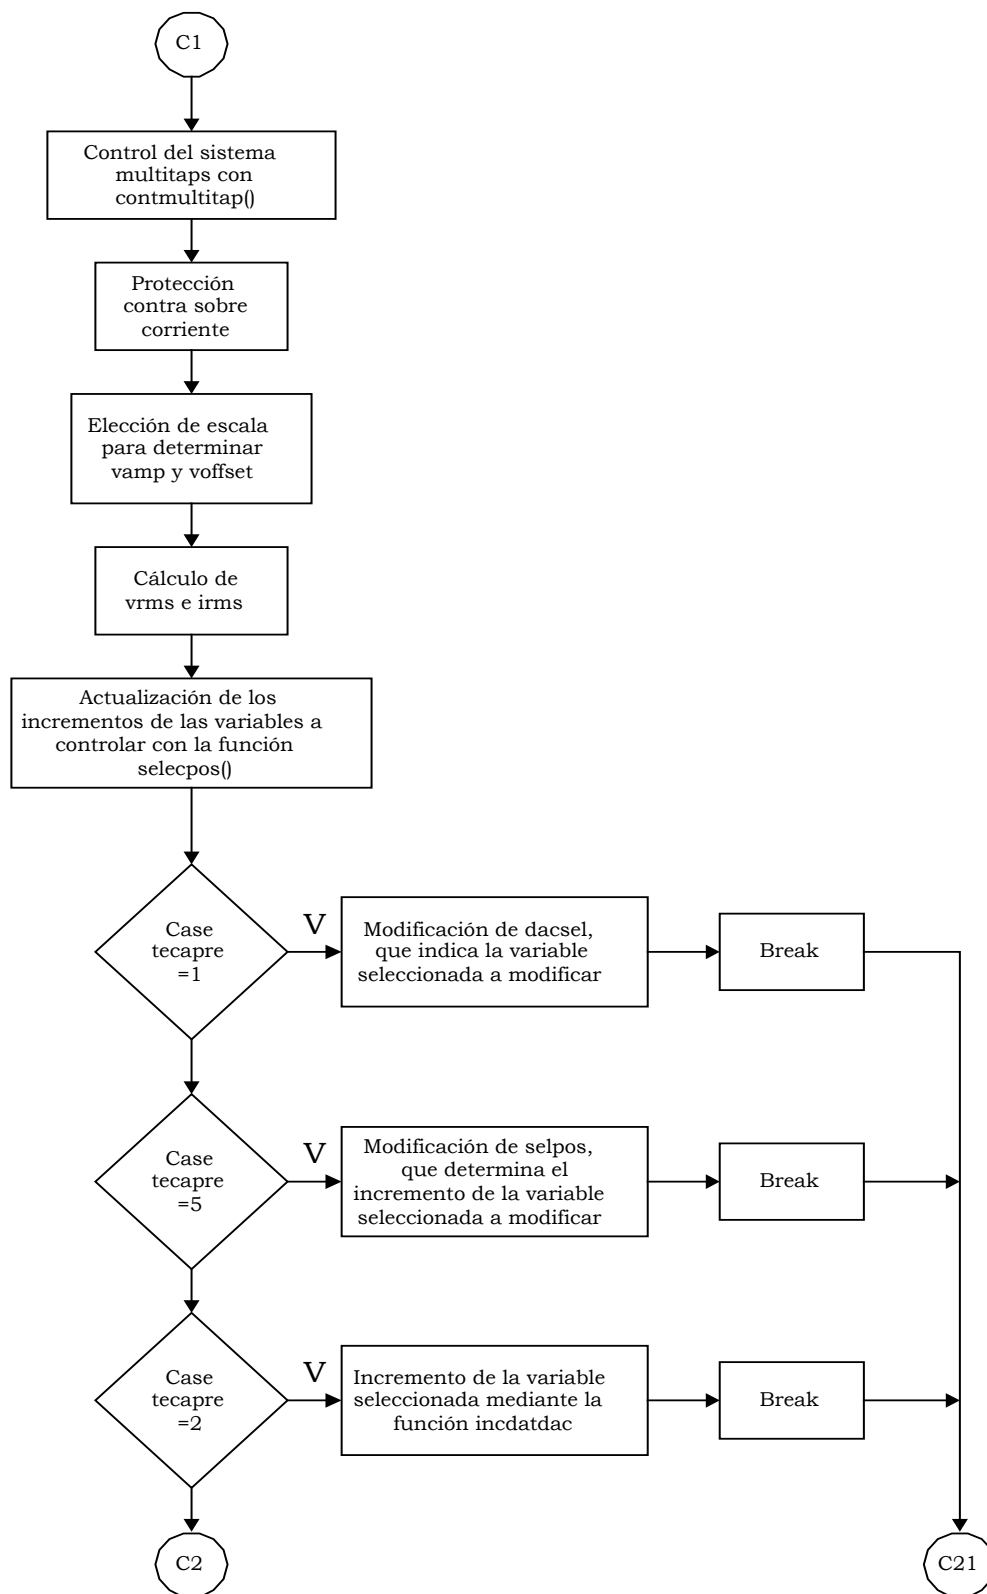 C1
Control del sistema
multitaps con
contmultitap()
Protección
contra sobre
corriente
Elección de escala
para determinar
vamp y voffset
Cálculo de
vrms e irms
Actualización de los
incrementos de las variables a
controlar con la función
selecpos()
Case
tecapre
=1
V
Modificación de dacsel,
que indica la variable
seleccionada a modificar
Break
Case
tecapre
=5
V
Modificación de selpos,
que determina el
incremento de la variable
seleccionada a modificar
Break
Case
tecapre
=2
V
Incremento de la variable
seleccionada mediante la
función incdatdac
Break
C2
C21